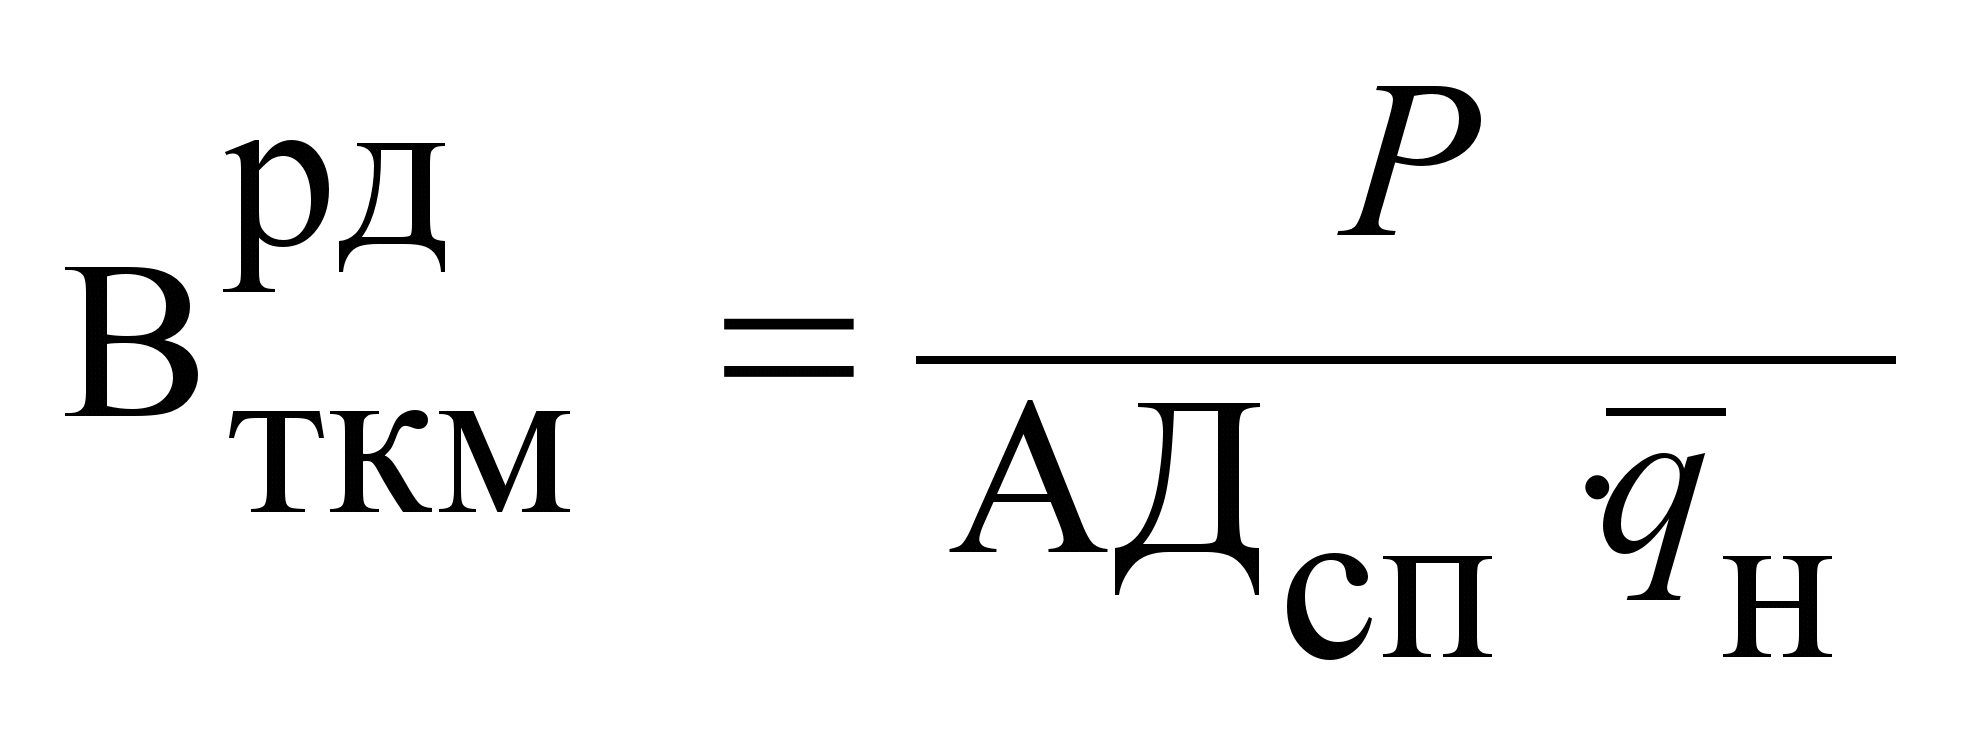 В^рд_ткм = P / (АД_сп · q̅_н)